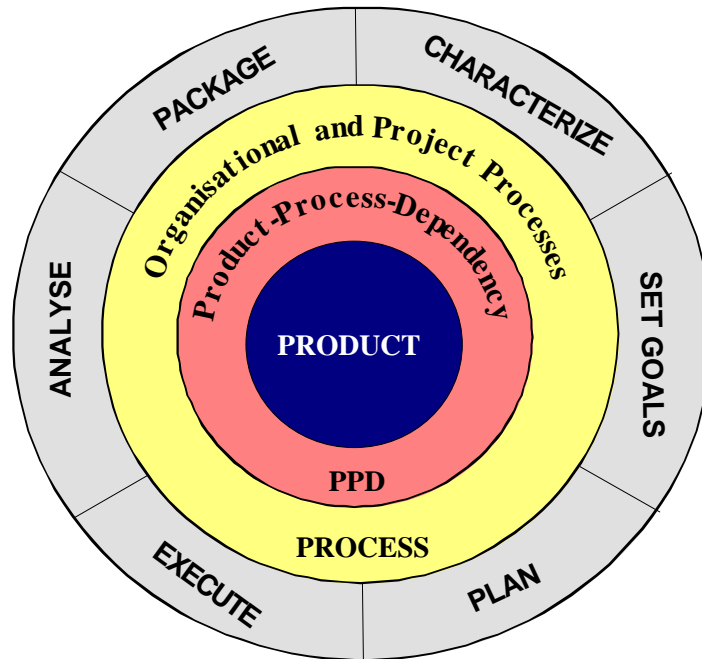 PACKAGE
CHARACTERIZE
Organisational and Project Processes
Product-Process-Dependency
ANALYSE
PRODUCT
SET GOALS
PPD
PROCESS
EXECUTE
PLAN